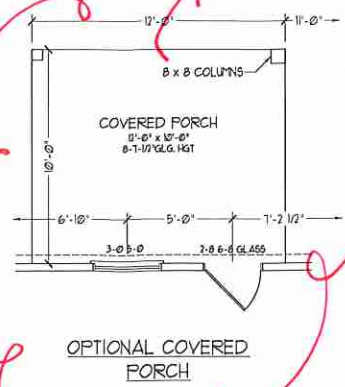 12'-0" 11'-0"
8 x 8 COLUMNS
COVERED PORCH
12'-0" x 10'-0"
8'-7-1/2" CLG. HGT
10'-0"
6'-10" 5'-0" 7'-2 1/2"
3-0 5-0 2-8 6-8 GLASS
OPTIONAL COVERED
PORCH